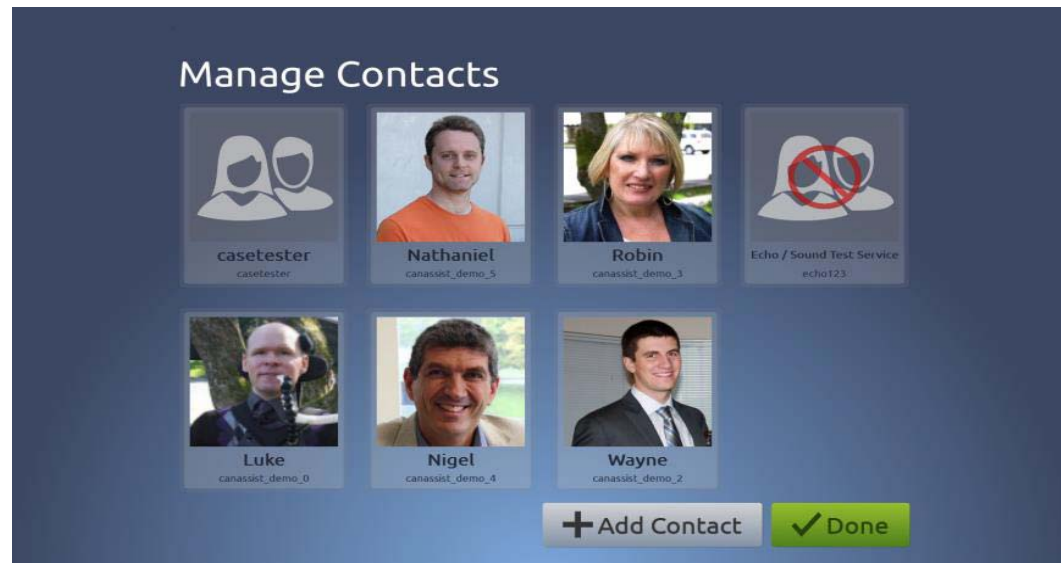 Manage Contacts
casetester
casetester
Nathaniel
canassist_demo_5
Robin
canassist_demo_3
Echo / Sound Test Service
echo123
Luke
canassist_demo_0
Nigel
canassist_demo_4
Wayne
canassist_demo_2
Add Contact
Done